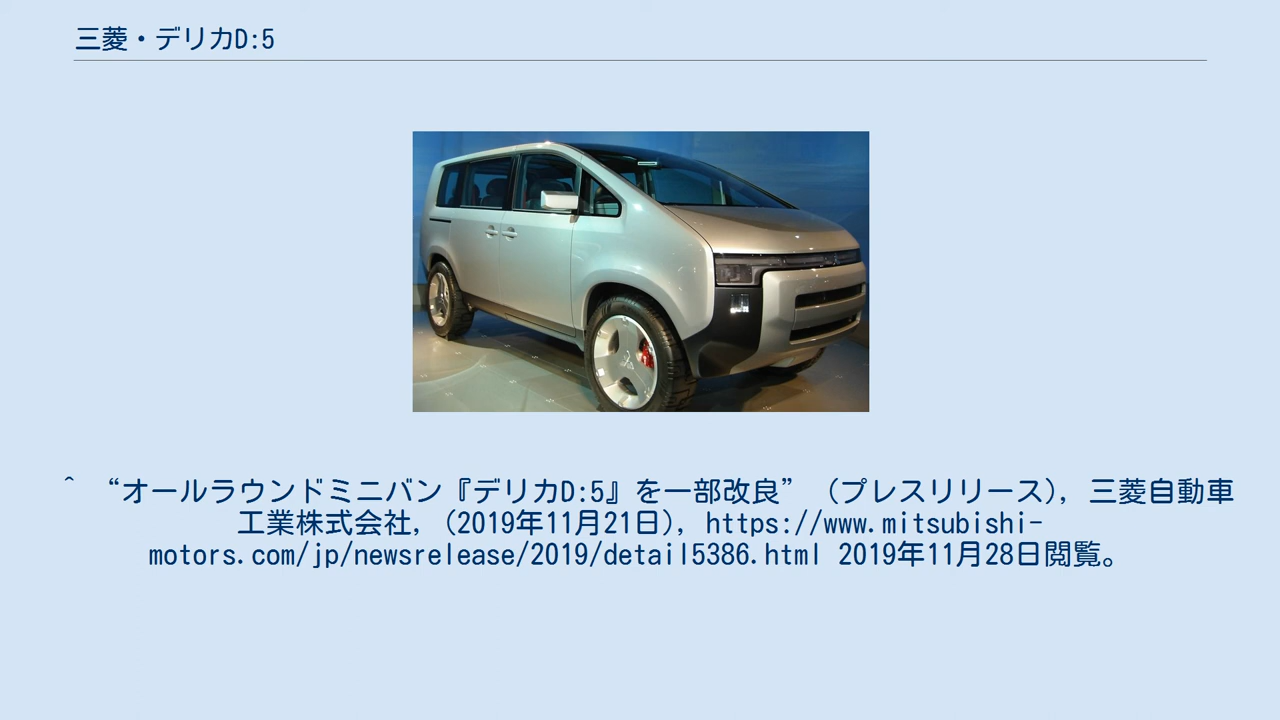 三菱・デリカD:5
^ “オールラウンドミニバン『デリカD:5』を一部改良” (プレスリリース), 三菱自動車
工業株式会社, (2019年11月21日), https://www.mitsubishi-
motors.com/jp/newsrelease/2019/detail5386.html 2019年11月28日閲覧。